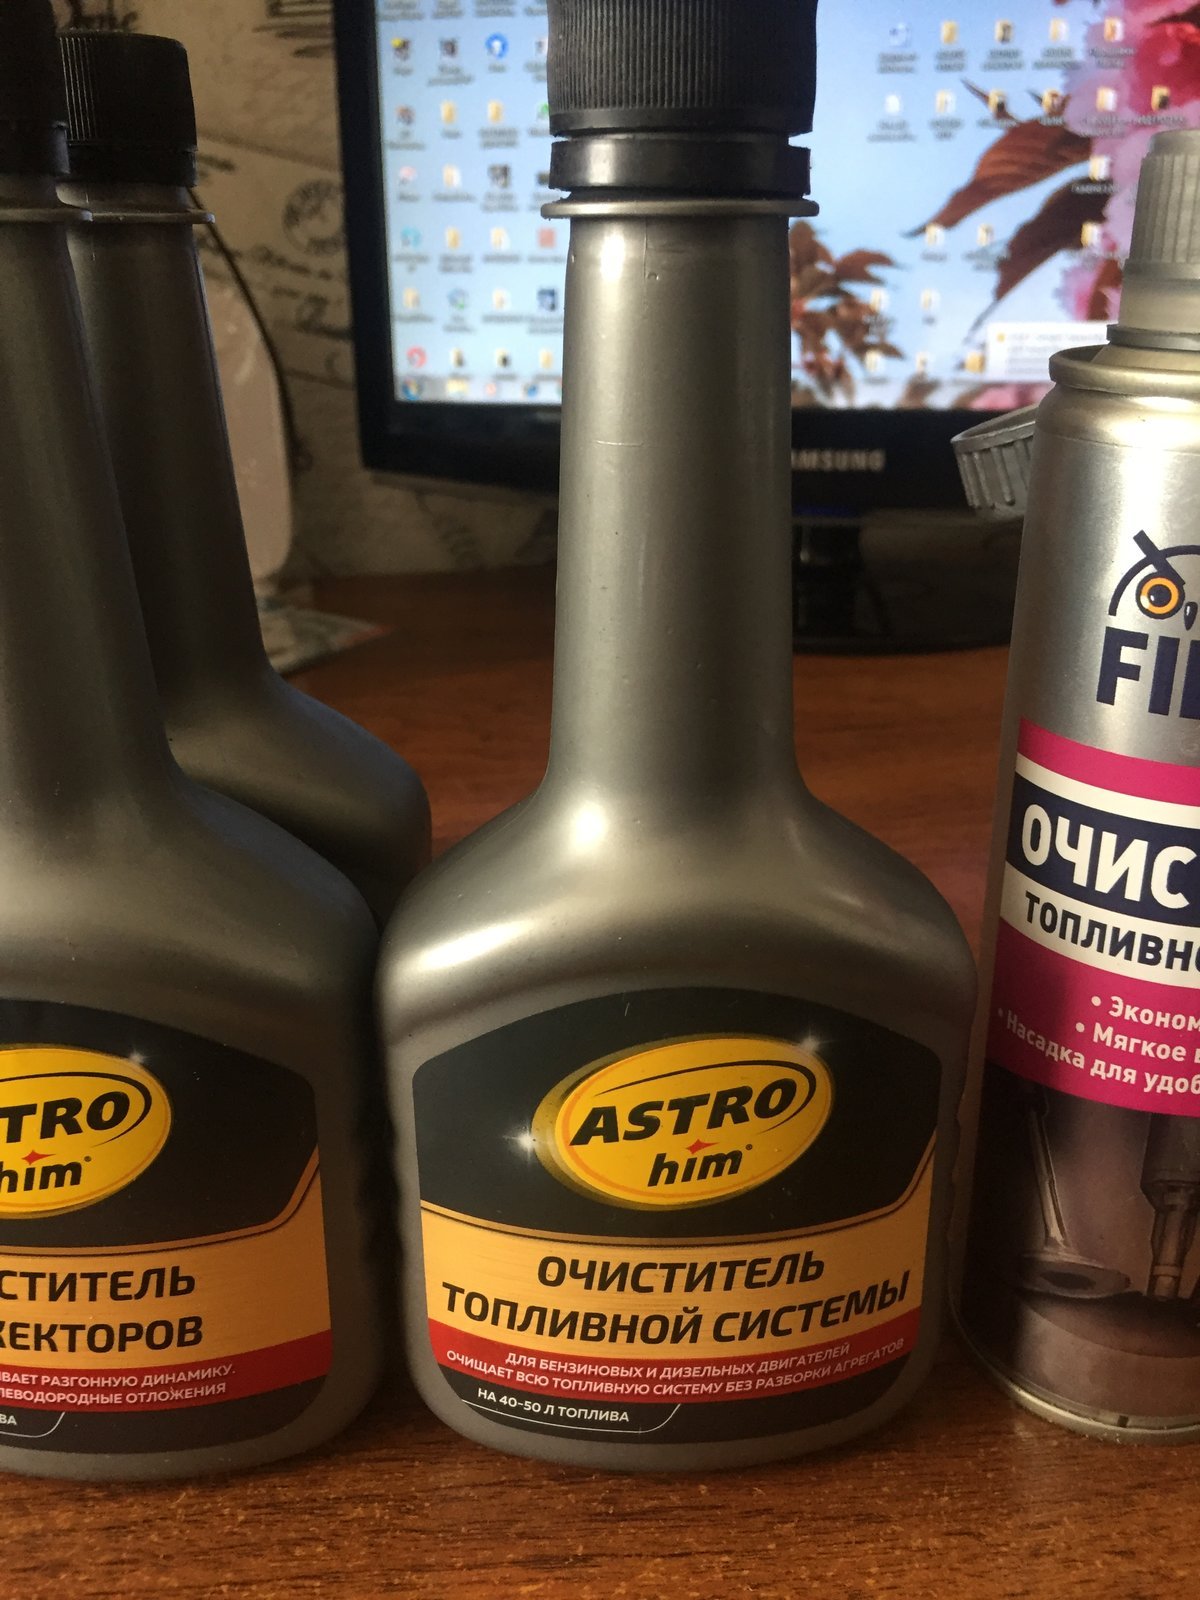 TRO
him
СТИТЕЛЬ
ЖЕКТОРОВ
ВАЕТ РАЗГОННУЮ ДИНАМИКУ.
ЛЕВОДОРОДНЫЕ ОТЛОЖЕНИЯ
ВА
SAMSUNG
ASTRO
him
ОЧИСТИТЕЛЬ
ТОПЛИВНОЙ СИСТЕМЫ
ДЛЯ БЕНЗИНОВЫХ И ДИЗЕЛЬНЫХ ДВИГАТЕЛЕЙ
ОЧИЩАЕТ ВСЮ ТОПЛИВНУЮ СИСТЕМУ БЕЗ РАЗБОРКИ АГРЕГАТОВ
НА 40-50 Л ТОПЛИВА
FI
ОЧИС
ТОПЛИВНО
• Эконом
• Мягкое
• Насадка для удоб